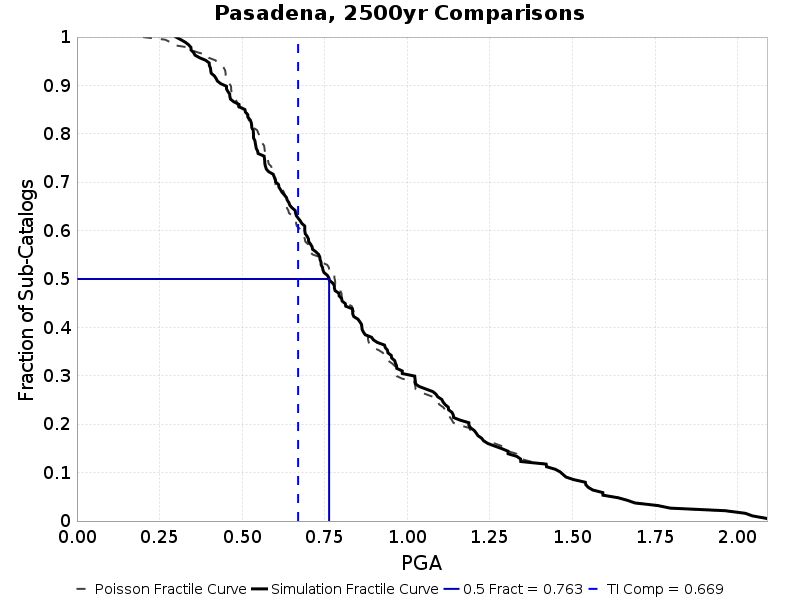 Pasadena, 2500yr Comparisons
1
0.9
0.8
0.7
0.6
0.5
0.4
0.3
0.2
0.1
0
Fraction of Sub-Catalogs
0.00 0.25 0.50 0.75 1.00 1.25 1.50 1.75 2.00
PGA
Poisson Fractile Curve Simulation Fractile Curve 0.5 Fract = 0.763 TI Comp = 0.669